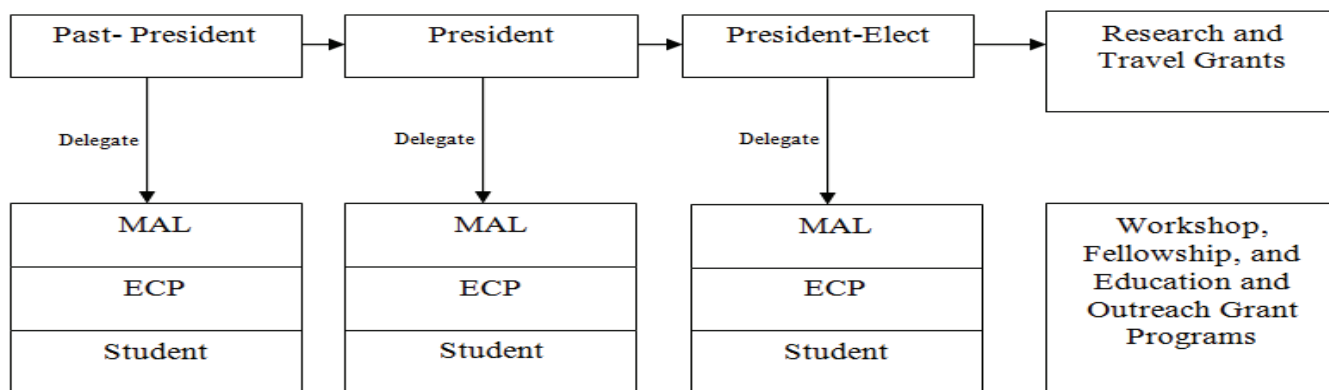 Past- President
President
President-Elect
Research and
Travel Grants
Delegate
Delegate
Delegate
MAL
ECP
Student
MAL
ECP
Student
MAL
ECP
Student
Workshop,
Fellowship, and
Education and
Outreach Grant
Programs